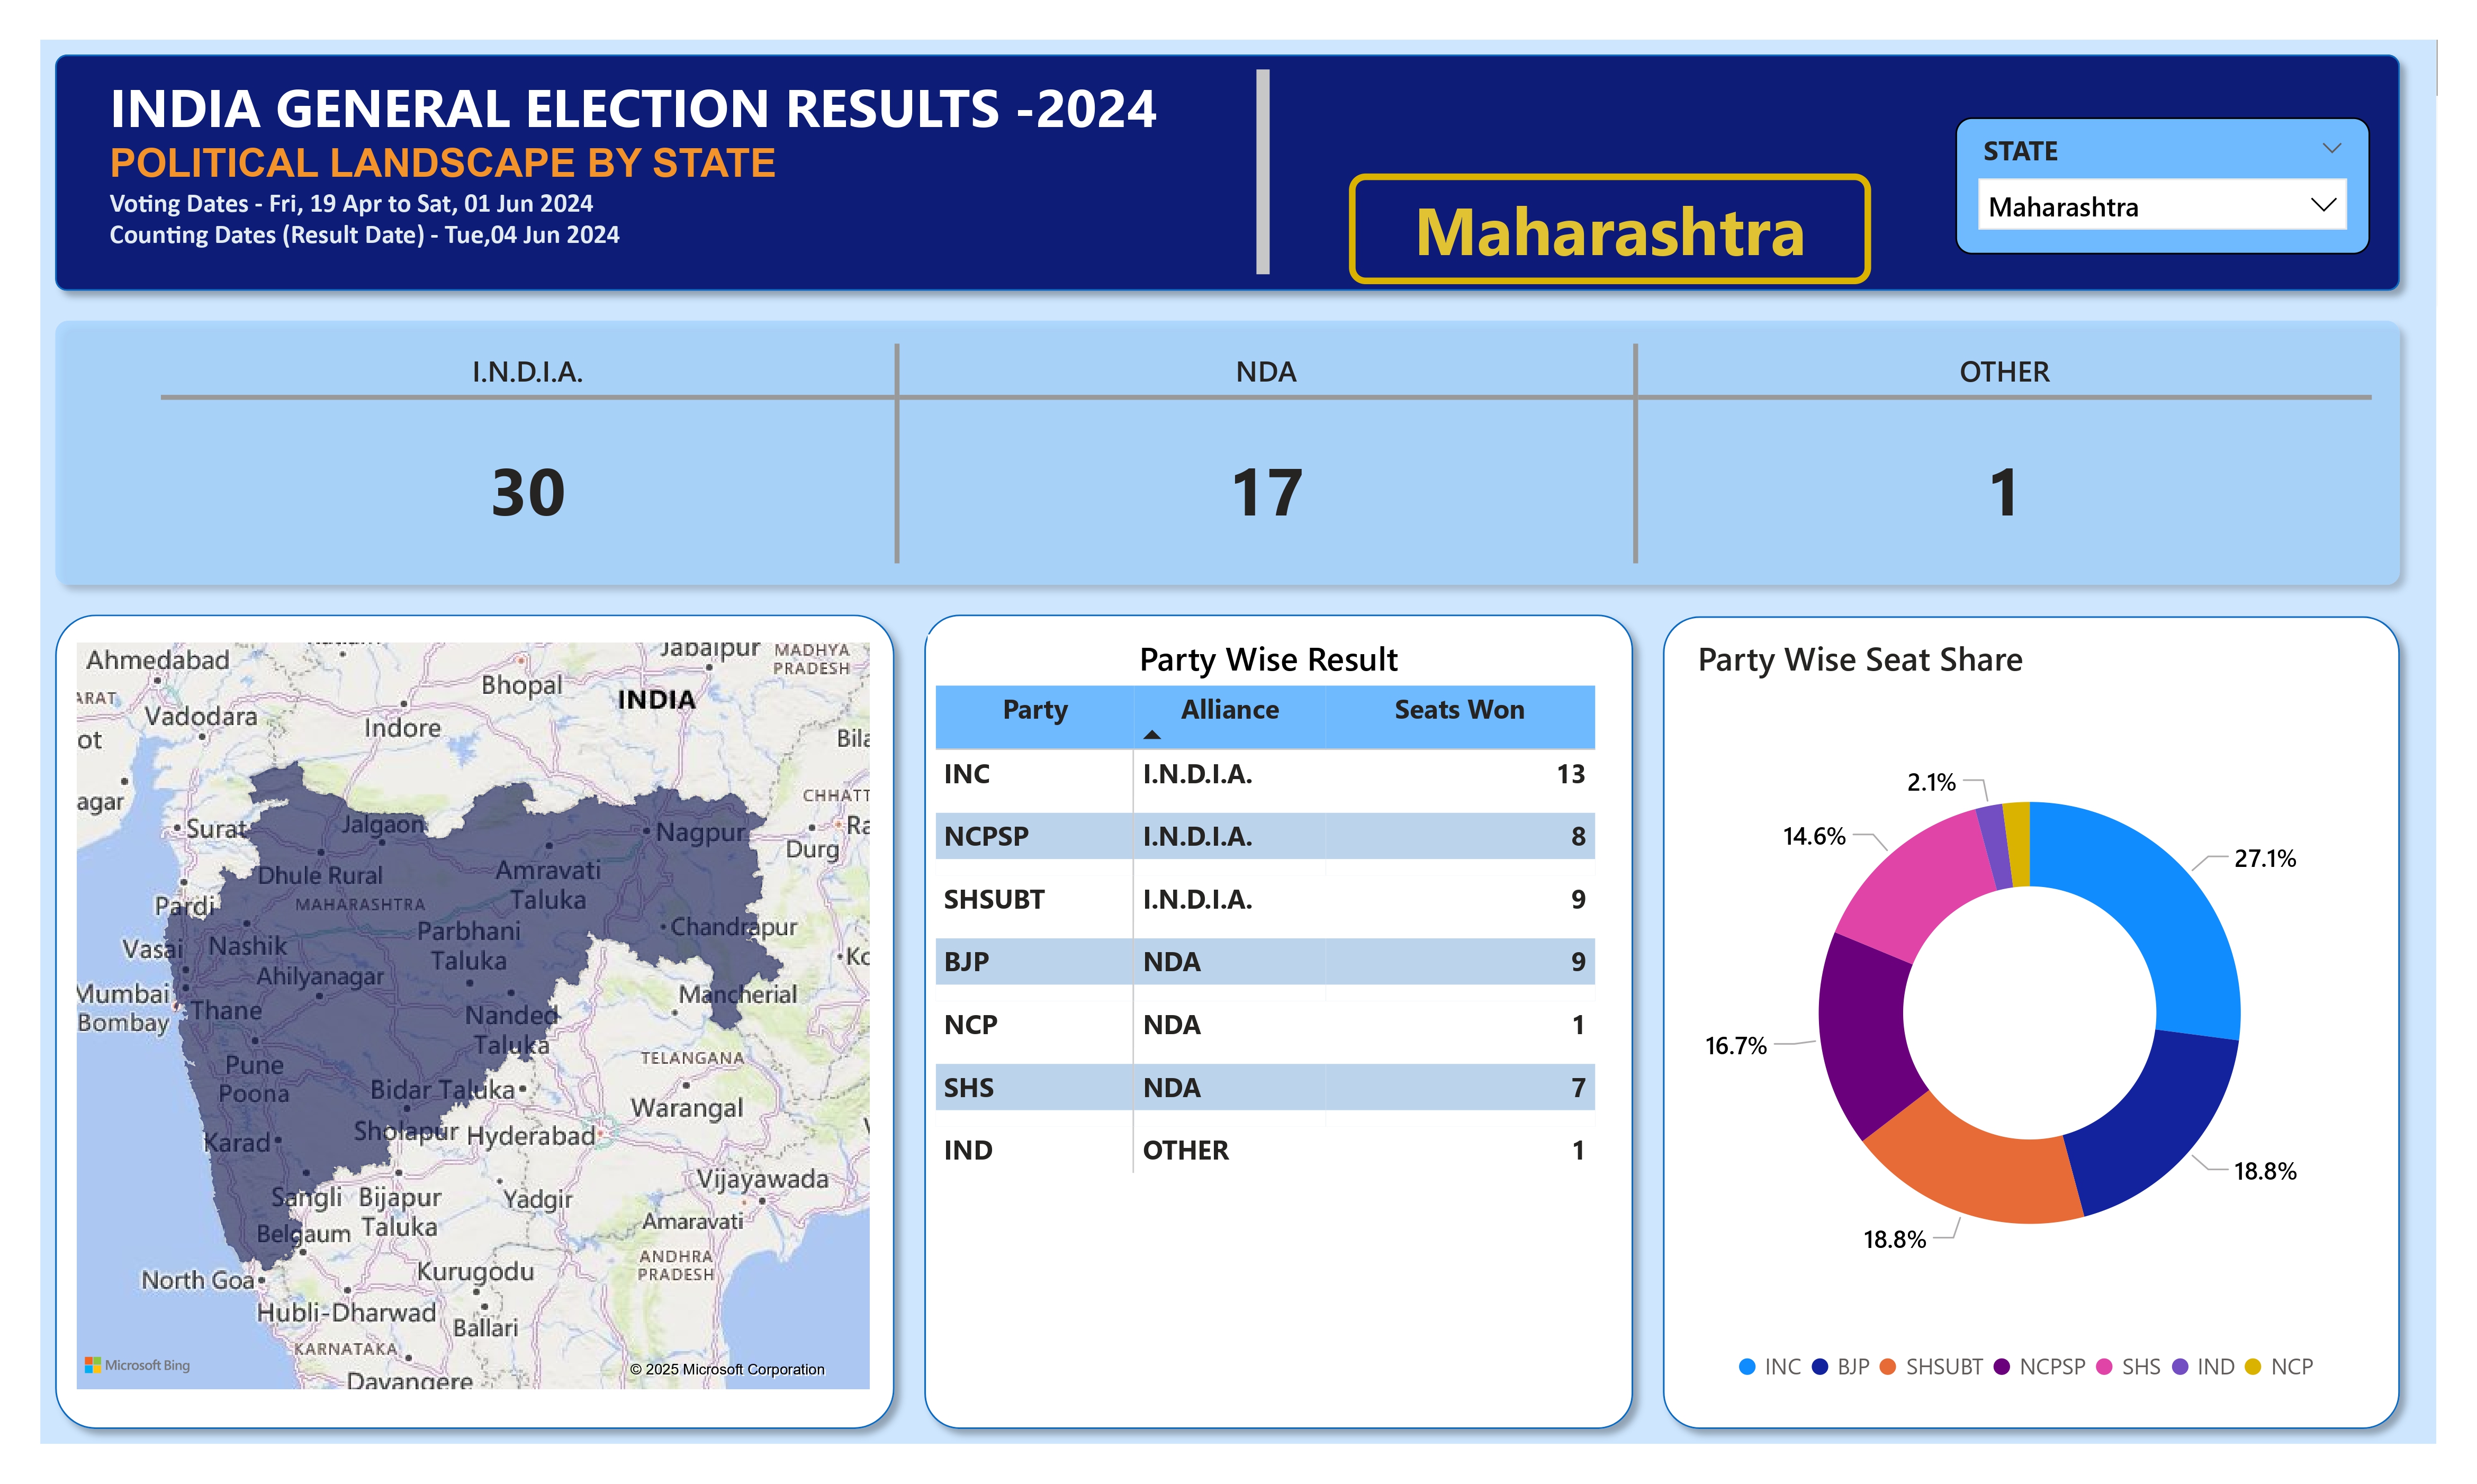 INDIA GENERAL ELECTION RESULTS -2024
POLITICAL LANDSCAPE BY STATE
Voting Dates - Fri, 19 Apr to Sat, 01 Jun 2024
Counting Dates (Result Date) - Tue,04 Jun 2024
Maharashtra
STATE
Maharashtra
I.N.D.I.A. NDA OTHER
30 17 1
Ahmedabad
Jabalpur
MADHYA
PRADESH
ARAT
Bhopal
INDIA
Vadodara
Indore
ot
Bila
agar
CHHATT
Surat
Jalgaon
Nagpur
Ra
Durg
Dhule Rural
Amravati
Taluka
MAHARASHTRA
Pardi
Parbhani
Taluka
Chandrapur
Vasai
Nashik
Ko
Ahilyanagar
Mumbai
Bombay
Thane
Mancherial
Nanded
Taluka
Pune
Poona
TELANGANA
Bidar Taluka
Warangal
Karad
Sholapur
Hyderabad
Vijayawada
Sangli
Bijapur
Taluka
Yadgir
Amaravati
Belgaum
ANDHRA
PRADESH
North Goa
Kurugodu
Hubli-Dharwad
Ballari
KARNATAKA
Davangere
Microsoft Bing
© 2025 Microsoft Corporation
Party Wise Result
Party Alliance Seats Won
INC I.N.D.I.A. 13
NCPSP I.N.D.I.A. 8
SHSUBT I.N.D.I.A. 9
BJP NDA 9
NCP NDA 1
SHS NDA 7
IND OTHER 1
Party Wise Seat Share
2.1%
14.6%
27.1%
16.7%
18.8%
18.8%
INC BJP SHSUBT NCPSP SHS IND NCP